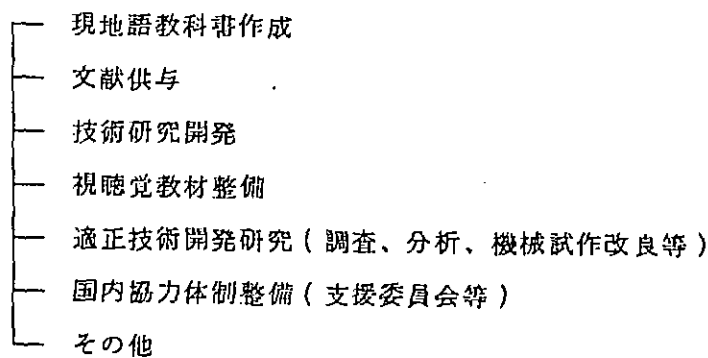 現地語教科書作成
文献供与
技術研究開発
視聴覚教材整備
適正技術開発研究(調査、分析、機械試作改良等)
国内協力体制整備(支援委員会等)
その他